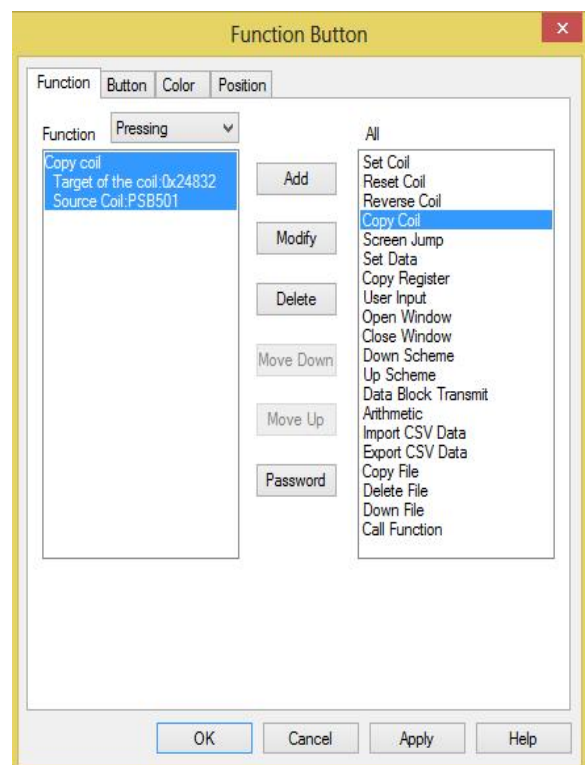 Function Button
x
Function Button Color Position
Function Pressing
All
Copy coil
Target of the coil:0x24832
Source Coil:PSB501
Add
Modify
Delete
Move Down
Move Up
Password
Set Coil
Reset Coil
Reverse Coil
Copy Coil
Screen Jump
Set Data
Copy Register
User Input
Open Window
Close Window
Down Scheme
Up Scheme
Data Block Transmit
Arithmetic
Import CSV Data
Export CSV Data
Copy File
Delete File
Down File
Call Function
OK Cancel Apply Help